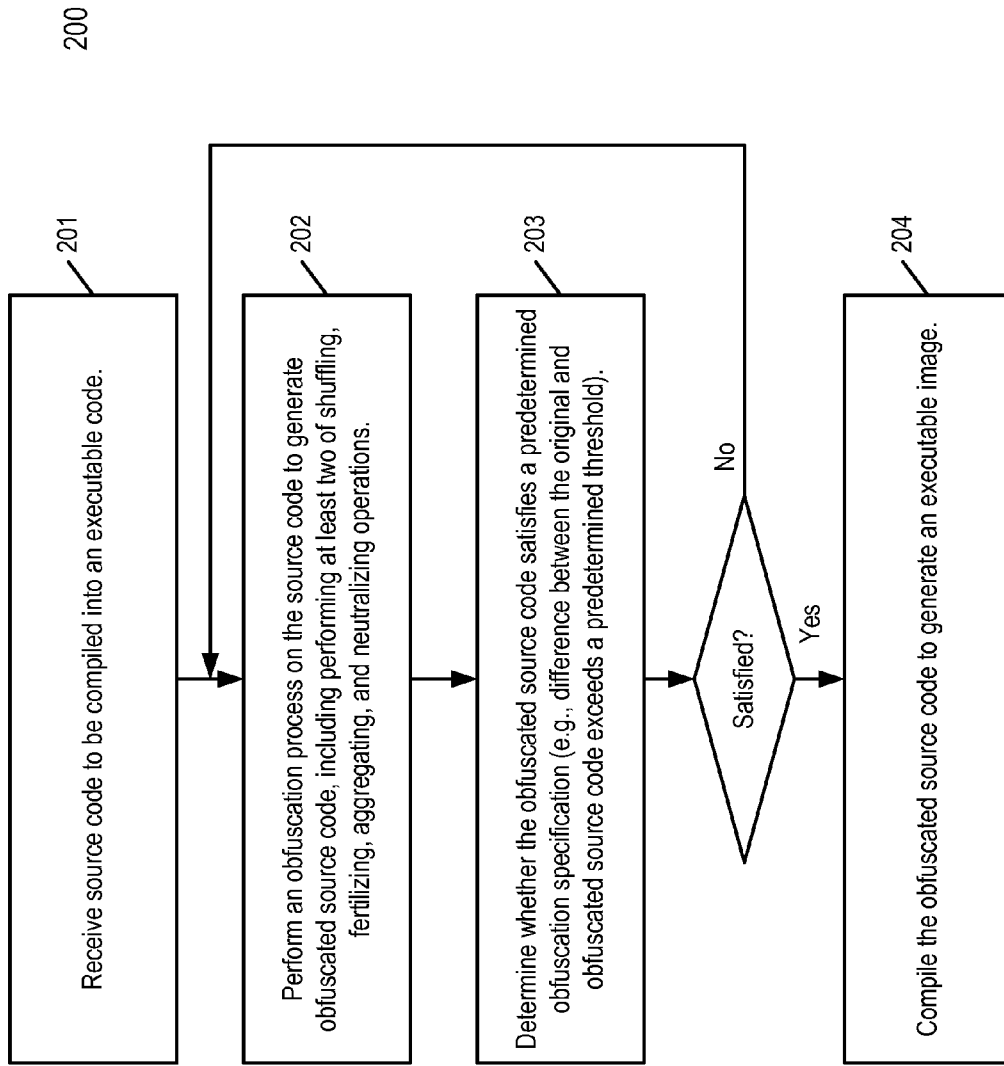 200
201
Receive source code to be compiled into an executable code.
202
Perform an obfuscation process on the source code to generate
obfuscated source code, including performing at least two of shuffling,
fertilizing, aggregating, and neutralizing operations.
203
Determine whether the obfuscated source code satisfies a predetermined
obfuscation specification (e.g., difference between the original and
obfuscated source code exceeds a predetermined threshold).
Satisfied?
No
Yes
204
Compile the obfuscated source code to generate an executable image.